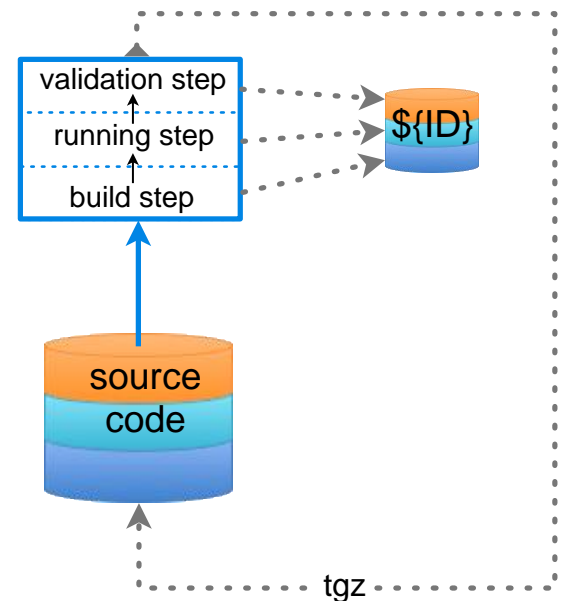 validation step
running step
build step
${ID}
source
code
tgz